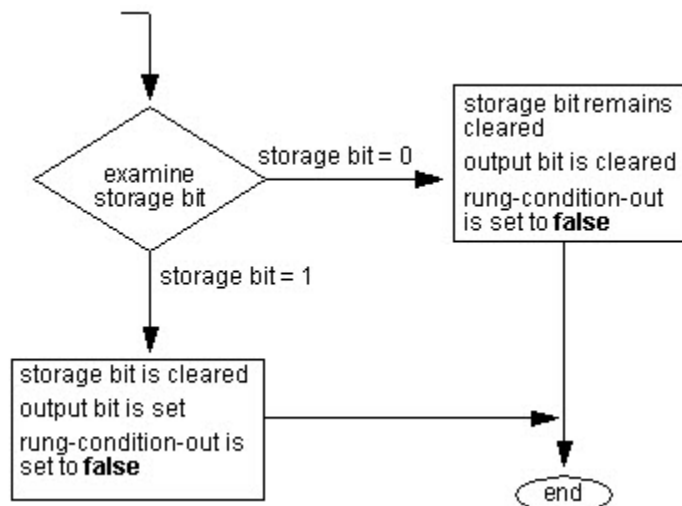 examine
storage bit
storage bit = 0
storage bit remains
cleared
output bit is cleared
rung-condition-out
is set to false
storage bit = 1
storage bit is cleared
output bit is set
rung-condition-out is
set to false
end